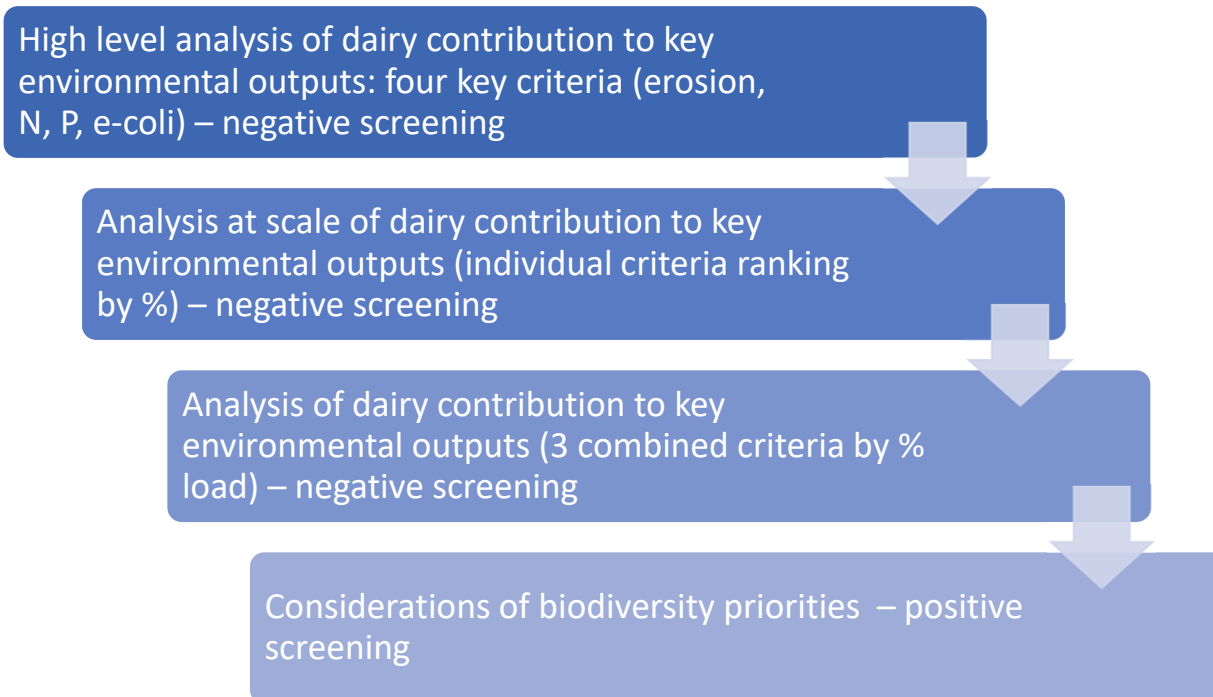 High level analysis of dairy contribution to key
environmental outputs: four key criteria (erosion,
N, P, e-coli) – negative screening
Analysis at scale of dairy contribution to key
environmental outputs (individual criteria ranking
by %) – negative screening
Analysis of dairy contribution to key
environmental outputs (3 combined criteria by %
load) – negative screening
Considerations of biodiversity priorities – positive
screening